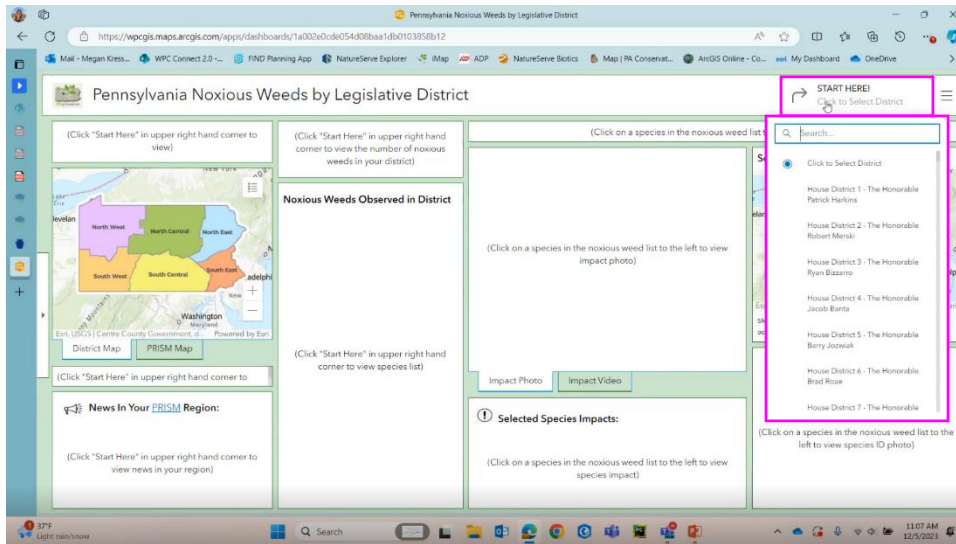 Pennsylvania Noxious Weeds by Legislative District
https://wpcgis.maps.arcgis.com/apps/dashboards/1a002e0cde054d08baa1db0103858b12
Mail - Megan Kress...
WPC Connect 2.0 -...
FIND Planning App
NatureServe Explorer
iMap
ADP
NatureServe Biotics
Map | PA Conservat...
ArcGIS Online - Co...
esri My Dashboard
OneDrive
Pennsylvania Noxious Weeds by Legislative District
START HERE!
Click to Select District
(Click "Start Here" in upper right hand corner to
view)
North West
North Central
North East
South West
South Central
South East
Washington
Maryland
Esri, USGS | Centre County Government, d...
Powered by Esri
District Map
PRISM Map
(Click "Start Here" in upper right hand corner to
News In Your PRISM Region:
(Click "Start Here" in upper right hand corner to
view news in your region)
(Click "Start Here" in upper right hand
corner to view the number of noxious
weeds in your district)
Noxious Weeds Observed in District
(Click "Start Here" in upper right hand
corner to view species list)
(Click on a species in the noxious weed list
(Click on a species in the noxious weed list to the left to view
impact photo)
Impact Photo
Impact Video
Selected Species Impacts:
(Click on a species in the noxious weed list to the left to view
species impact)
Search...
Click to Select District
House District 1 - The Honorable
Patrick Harkins
House District 2 - The Honorable
Robert Merski
House District 3 - The Honorable
Ryan Bizzarro
House District 4 - The Honorable
Jacob Banta
House District 5 - The Honorable
Barry Jozwiak
House District 6 - The Honorable
Brad Roae
House District 7 - The Honorable
(Click on a species in the noxious weed list to the
left to view species ID photo)
37°F
Light rain/snow
Search
11:07 AM
12/5/2023